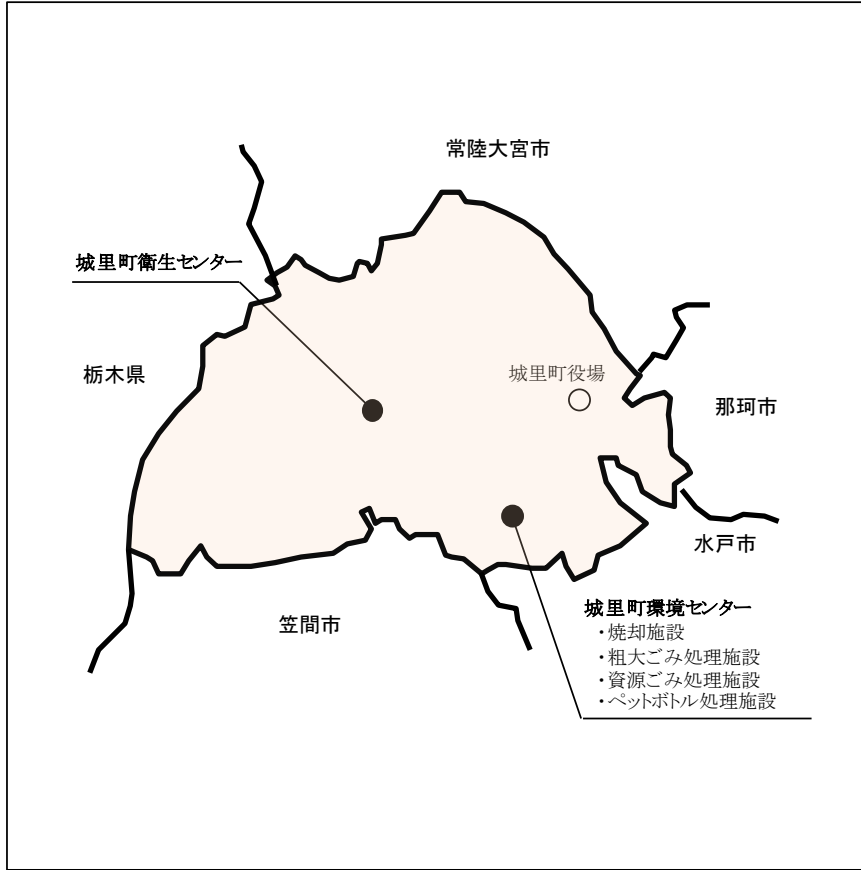 常陸大宮市
城里町衛生センター
栃木県
城里町役場
那珂市
水戸市
笠間市
城里町環境センター
・焼却施設
・粗大ごみ処理施設
・資源ごみ処理施設
・ペットボトル処理施設